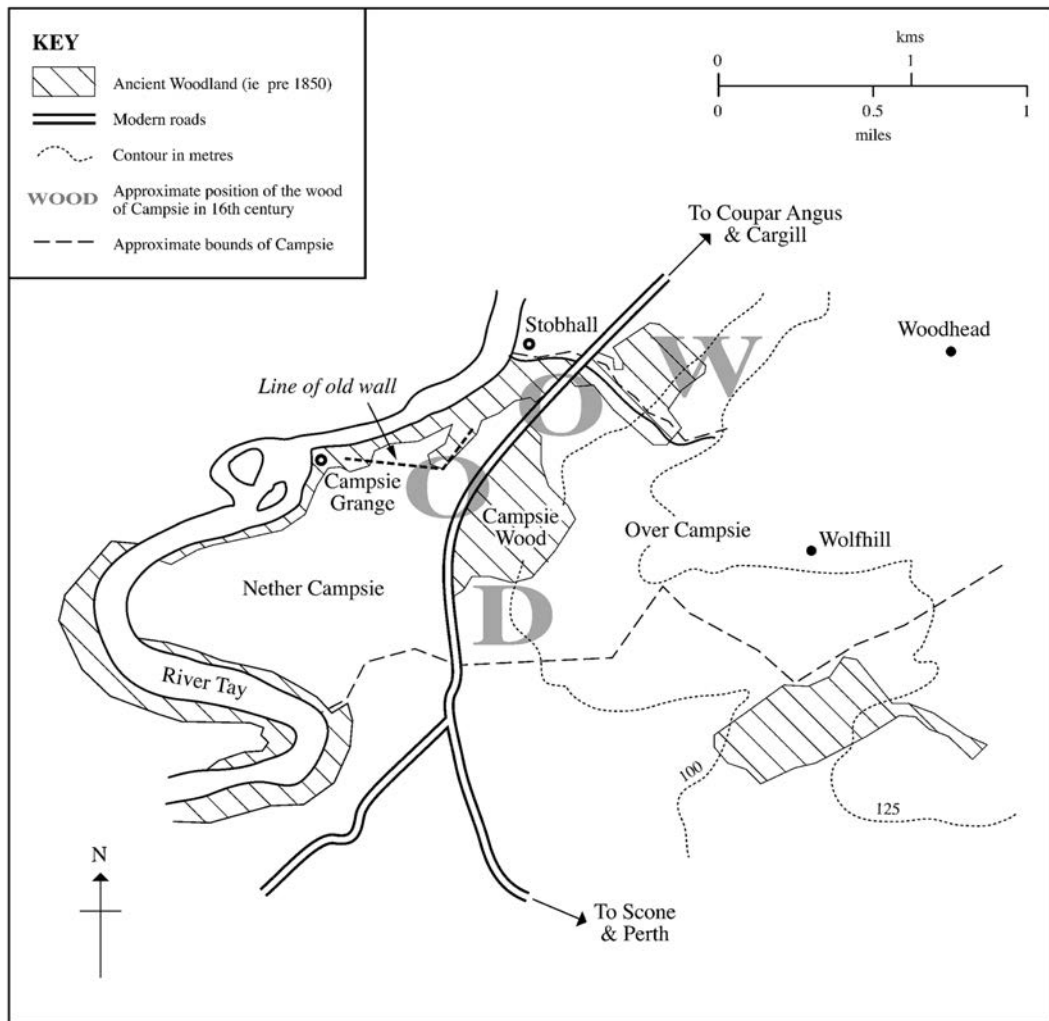 KEY
Ancient Woodland (ie pre 1850)
Modern roads
Contour in metres
WOOD
Approximate position of the wood
of Campsie in 16th century
Approximate bounds of Campsie
kms
0 1
0 0.5 1
miles
To Coupar Angus
& Cargill
Stobhall
Woodhead
W
O
Line of old wall
O
Campsie
Grange
Campsie
Wood
Over Campsie
Wolfhill
Nether Campsie
D
River Tay
100
125
N
To Scone
& Perth